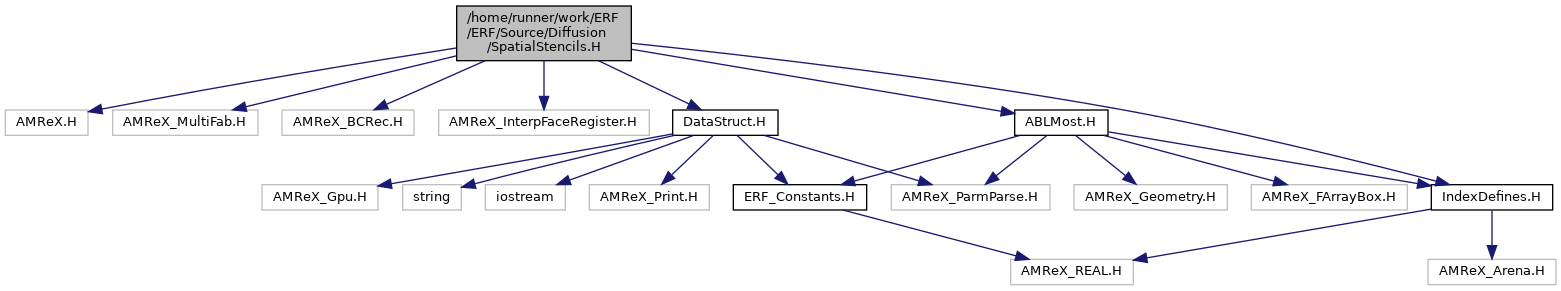 /home/runner/work/ERF
/ERF/Source/Diffusion
/SpatialStencils.H
AMReX.H
AMReX_MultiFab.H
AMReX_BCRec.H
AMReX_InterpFaceRegister.H
DataStruct.H
ABLMost.H
AMReX_Gpu.H
string
iostream
AMReX_Print.H
ERF_Constants.H
AMReX_ParmParse.H
AMReX_Geometry.H
AMReX_FArrayBox.H
IndexDefines.H
AMReX_REAL.H
AMReX_Arena.H